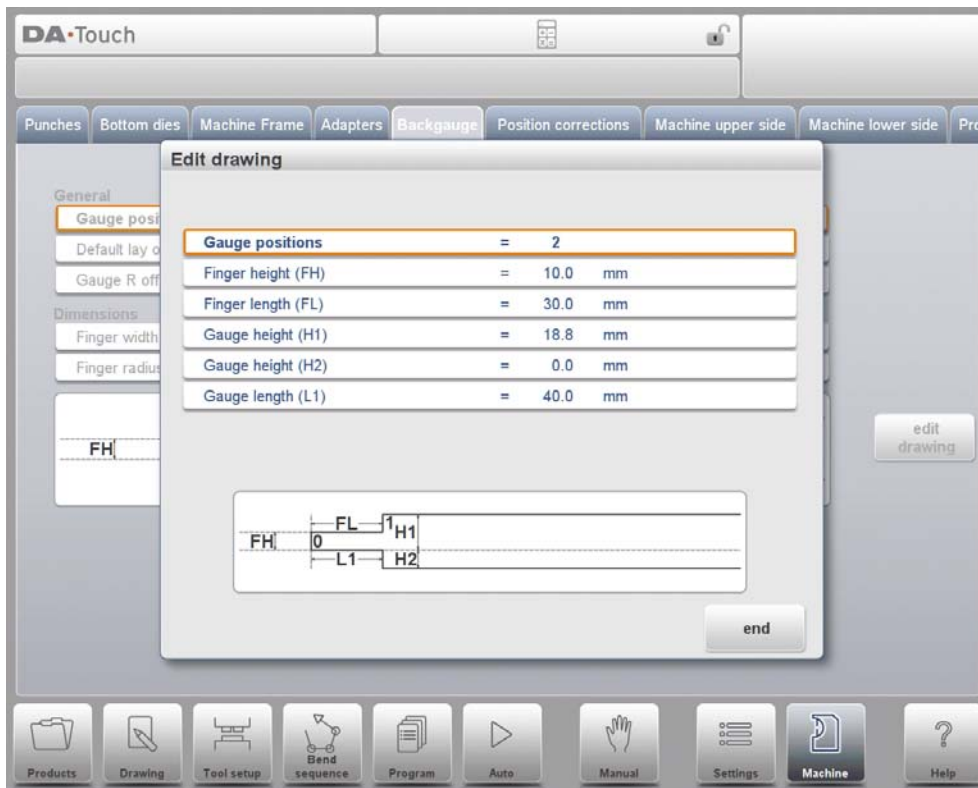 DA•Touch
Punches Bottom dies Machine Frame Adapters Backgauge Position corrections Machine upper side Machine lower side Pro
Edit drawing
General
Gauge posi
Default lay o
Gauge R off
Dimensions
Finger width
Finger radius
Gauge positions = 2
Finger height (FH) = 10.0 mm
Finger length (FL) = 30.0 mm
Gauge height (H1) = 18.8 mm
Gauge height (H2) = 0.0 mm
Gauge length (L1) = 40.0 mm
FH
edit
drawing
FL 1 H1
FH 0
L1 H2
end
Products Drawing Tool setup Bend sequence Program Auto Manual Settings Machine Help